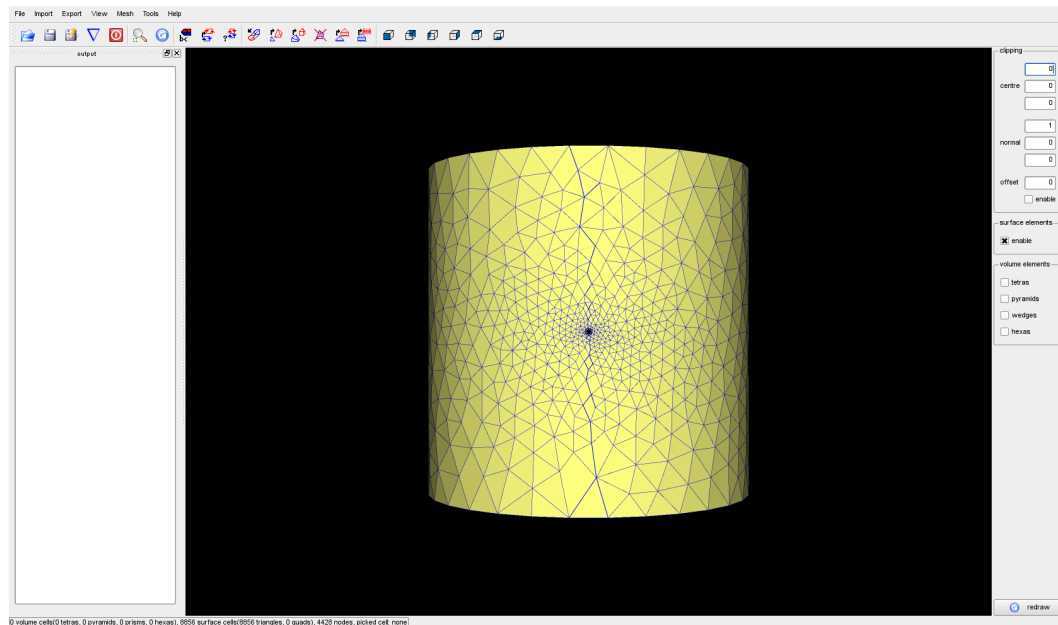 File Import Export View Mesh Tools Help
output
clipping
0
centre 0
0
1
normal 0
0
offset 0
enable
surface elements
enable
volume elements
tetras
pyramids
wedges
hexas
redraw
0 volume cells(0 tetras, 0 pyramids, 0 prisms, 0 hexas), 8856 surface cells(8856 triangles, 0 quads), 4428 nodes, picked cell: none